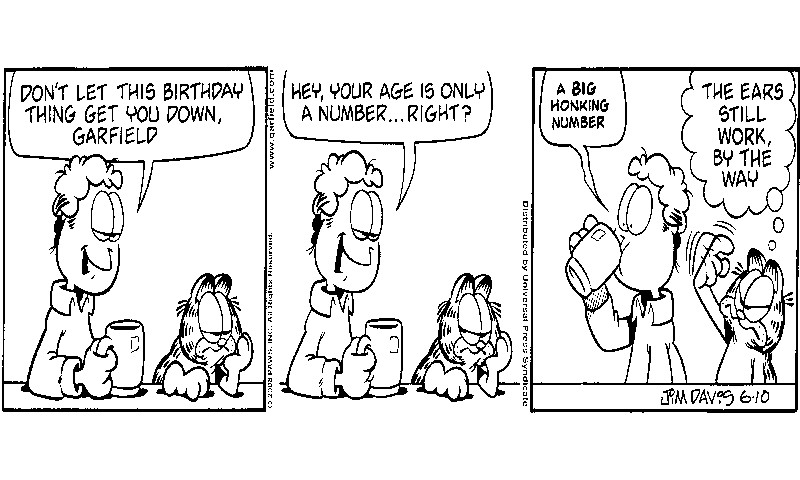 DON'T LET THIS BIRTHDAY
THING GET YOU DOWN,
GARFIELD
www.garfield.com
HEY, YOUR AGE IS ONLY
A NUMBER...RIGHT?
A BIG
HONKING
NUMBER
THE EARS
STILL
WORK,
BY THE
WAY
Distributed by Universal Press Syndicate
JIM DAVIS 6·10